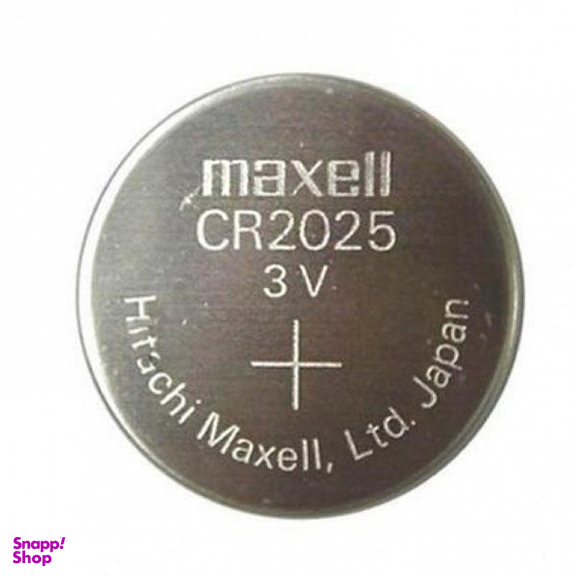 maxell
CR2025
3 V
+
Hitachi Maxell, Ltd. Japan
Snapp!
Shop